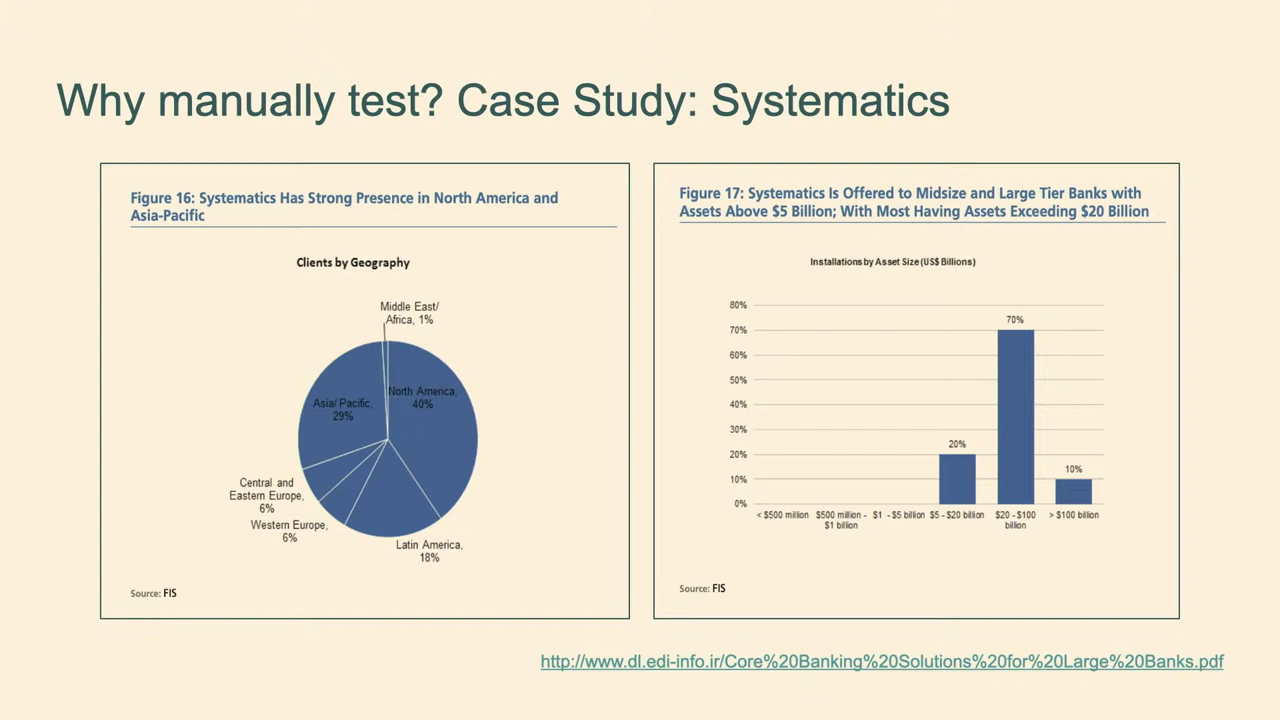 Why manually test? Case Study: Systematics
Figure 16: Systematics Has Strong Presence in North America and
Asia-Pacific
Clients by Geography
Middle East/
Africa, 1%
North America,
40%
Asia/ Pacific,
29%
Central and
Eastern Europe,
6%
Western Europe,
6%
Latin America,
18%
Source: FIS
Figure 17: Systematics Is Offered to Midsize and Large Tier Banks with
Assets Above $5 Billion; With Most Having Assets Exceeding $20 Billion
Installations by Asset Size (US$ Billions)
80%
70%
60%
50%
40%
30%
20%
10%
0%
20%
70%
10%
< $500 million
$500 million -
$1 billion
$1 - $5 billion
$5 - $20 billion
$20 - $100
billion
> $100 billion
Source: FIS
http://www.dl.edi-info.ir/Core%20Banking%20Solutions%20for%20Large%20Banks.pdf